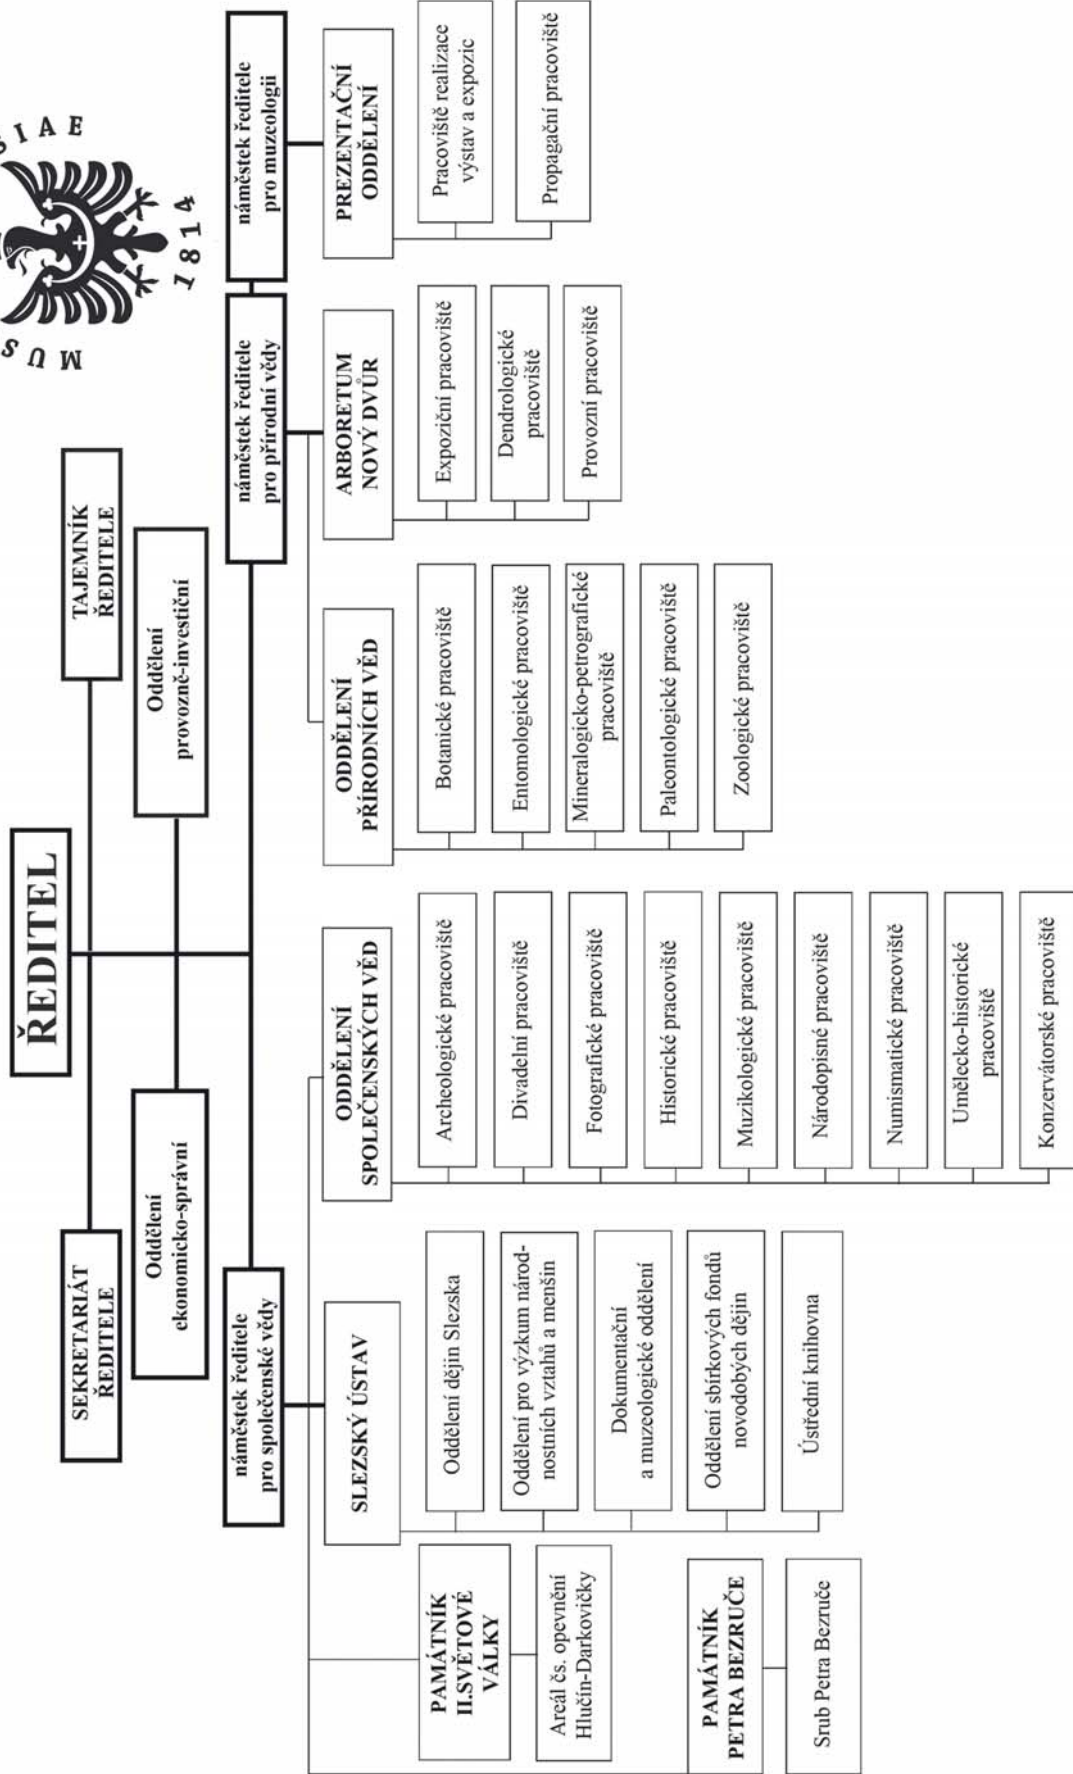 ŘEDITEL
SEKRETARIÁT
ŘEDITELE
TAJEMNÍK
ŘEDITELE
Oddělení
ekonomicko-správní
Oddělení
provozně-investiční
MUS
SIAE
1814
náměstek ředitele
pro společenské vědy
náměstek ředitele
pro přírodní vědy
náměstek ředitele
pro muzeologii
PAMÁTNÍK
II.SVĚTOVÉ
VÁLKY
Areál čs. opevnění
Hlučín-Darkovičky
PAMÁTNÍK
PETRA BEZRUČE
Srub Petra Bezruče
SLEZSKÝ ÚSTAV
Oddělení dějin Slezska
Oddělení pro výzkum národ-
nostních vztahů a menšin
Dokumentační
a muzeologické oddělení
Oddělení sbírkových fondů
novodobých dějin
Ústřední knihovna
ODDĚLENÍ
SPOLEČENSKÝCH VĚD
Archeologické pracoviště
Divadelní pracoviště
Fotografické pracoviště
Historické pracoviště
Muzikologické pracoviště
Národopisné pracoviště
Numismatické pracoviště
Umělecko-historické
pracoviště
Konzervátorské pracoviště
ODDĚLENÍ
PŘÍRODNÍCH VĚD
Botanické pracoviště
Entomologické pracoviště
Mineralogicko-petrografické
pracoviště
Paleontologické pracoviště
Zoologické pracoviště
ARBORETUM
NOVÝ DVŮR
Expoziční pracoviště
Dendrologické
pracoviště
Provozní pracoviště
PREZENTAČNÍ
ODDĚLENÍ
Pracoviště realizace
výstav a expozic
Propagační pracoviště